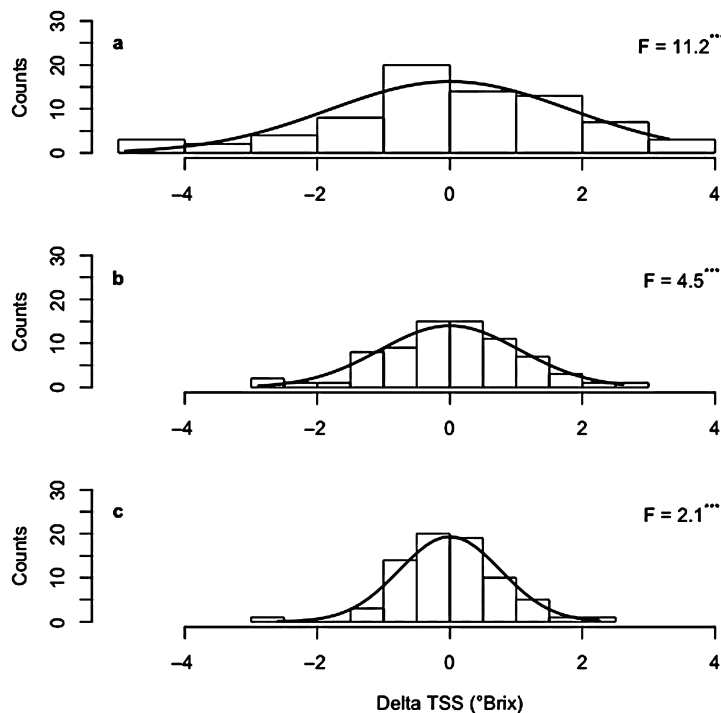 a
F = 11.2***
Counts
0 10 20 30
−4 −2 0 2 4
b
F = 4.5***
Counts
0 10 20 30
−4 −2 0 2 4
c
F = 2.1***
Counts
0 10 20 30
−4 −2 0 2 4
Delta TSS (°Brix)